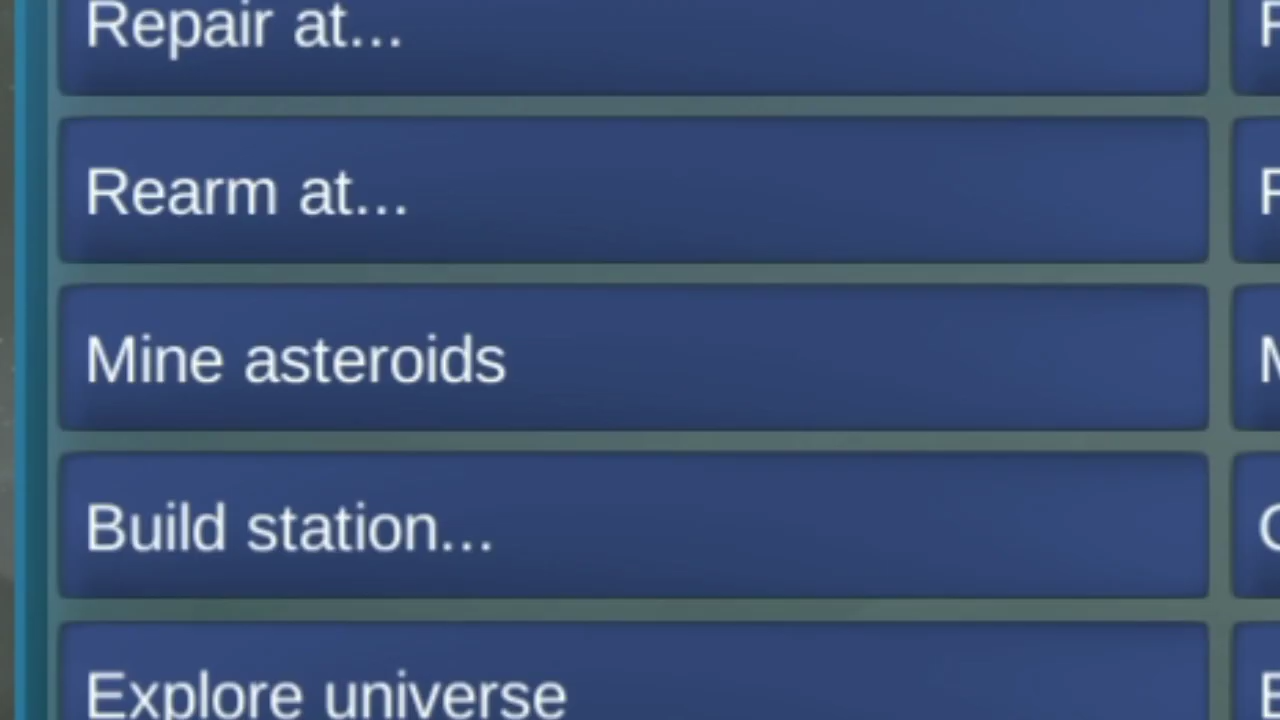 Repair at...
Rearm at...
Mine asteroids
Build station...
Explore universe